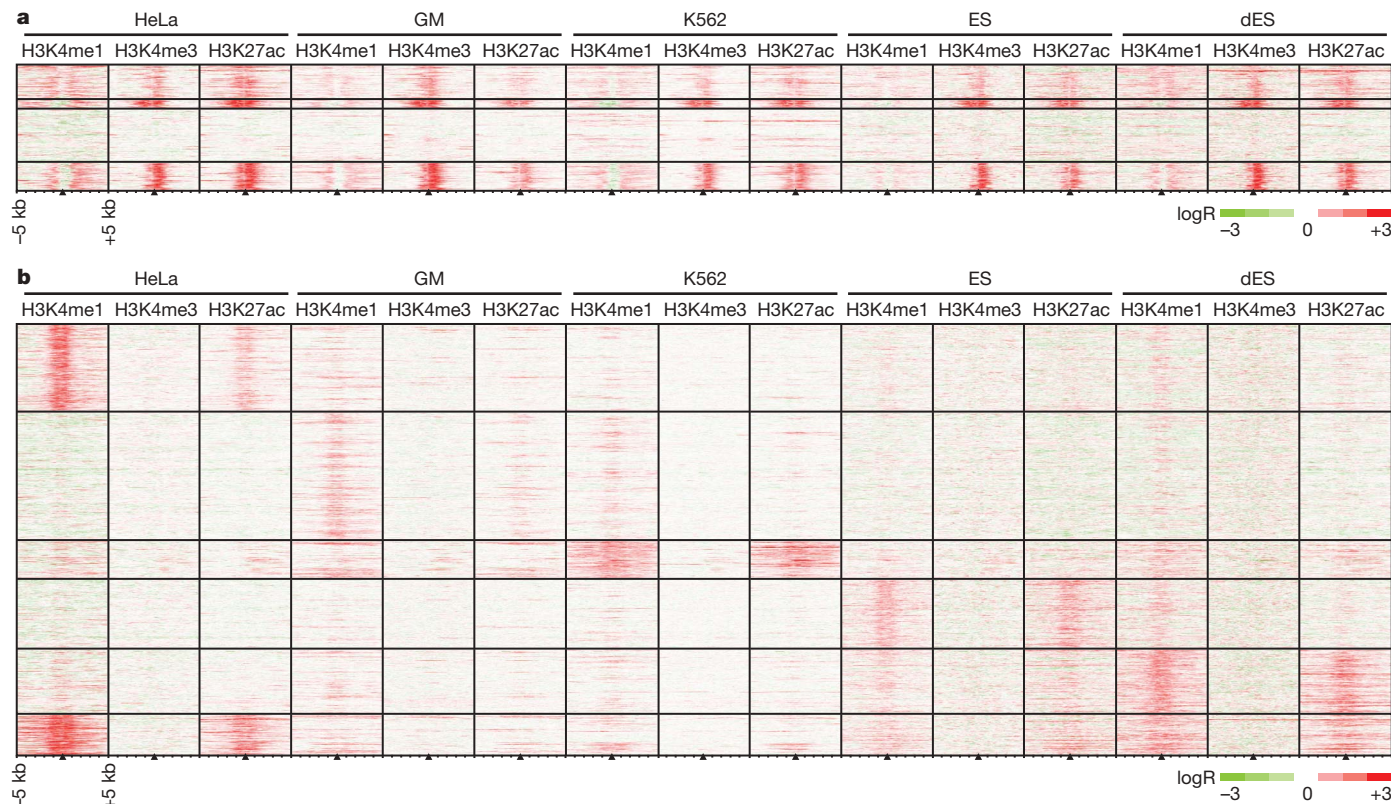 a
HeLa GM K562 ES dES
H3K4me1 H3K4me3 H3K27ac H3K4me1 H3K4me3 H3K27ac H3K4me1 H3K4me3 H3K27ac H3K4me1 H3K4me3 H3K27ac H3K4me1 H3K4me3 H3K27ac
–5 kb +5 kb
logR
–3 0 +3
b
HeLa GM K562 ES dES
H3K4me1 H3K4me3 H3K27ac H3K4me1 H3K4me3 H3K27ac H3K4me1 H3K4me3 H3K27ac H3K4me1 H3K4me3 H3K27ac H3K4me1 H3K4me3 H3K27ac
–5 kb +5 kb
logR
–3 0 +3